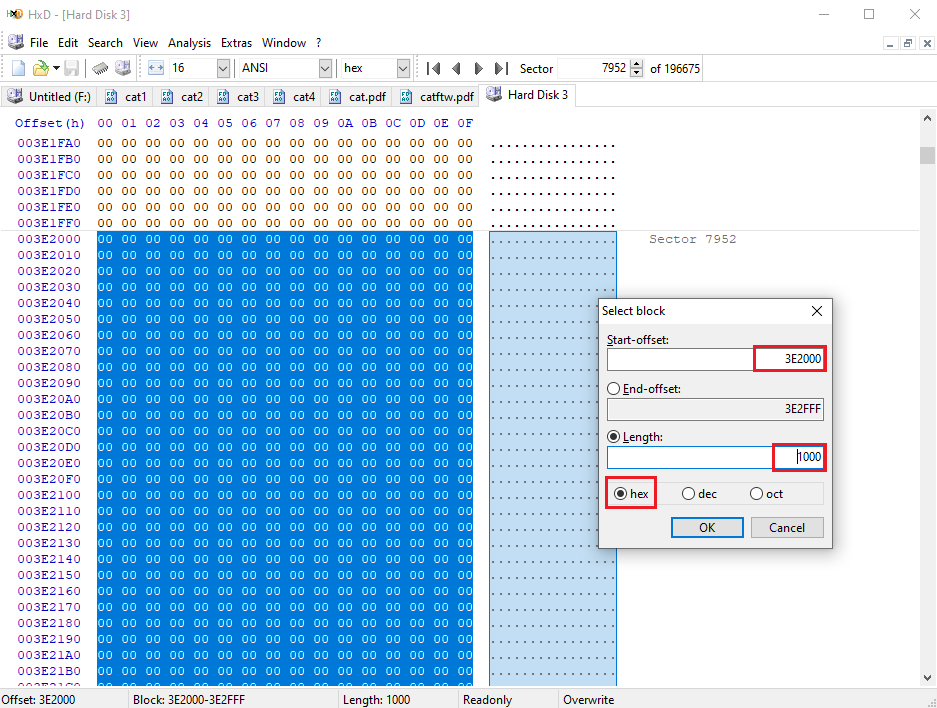 HxD - [Hard Disk 3]
File Edit Search View Analysis Extras Window ?
16 ANSI hex Sector 7952 of 196675
Untitled (F:) cat1 cat2 cat3 cat4 cat.pdf catftw.pdf Hard Disk 3
Offset(h) 00 01 02 03 04 05 06 07 08 09 0A 0B 0C 0D 0E 0F
003E1FA0 00 00 00 00 00 00 00 00 00 00 00 00 00 00 00 00 ................
003E1FB0 00 00 00 00 00 00 00 00 00 00 00 00 00 00 00 00 ................
003E1FC0 00 00 00 00 00 00 00 00 00 00 00 00 00 00 00 00 ................
003E1FD0 00 00 00 00 00 00 00 00 00 00 00 00 00 00 00 00 ................
003E1FE0 00 00 00 00 00 00 00 00 00 00 00 00 00 00 00 00 ................
003E1FF0 00 00 00 00 00 00 00 00 00 00 00 00 00 00 00 00 ................
003E2000 00 00 00 00 00 00 00 00 00 00 00 00 00 00 00 00 ................ Sector 7952
003E2010 00 00 00 00 00 00 00 00 00 00 00 00 00 00 00 00 ................
003E2020 00 00 00 00 00 00 00 00 00 00 00 00 00 00 00 00 ................
003E2030 00 00 00 00 00 00 00 00 00 00 00 00 00 00 00 00 ................
003E2040 00 00 00 00 00 00 00 00 00 00 00 00 00 00 00 00 ................
003E2050 00 00 00 00 00 00 00 00 00 00 00 00 00 00 00 00
003E2060 00 00 00 00 00 00 00 00 00 00 00 00 00 00 00 00
003E2070 00 00 00 00 00 00 00 00 00 00 00 00 00 00 00 00
003E2080 00 00 00 00 00 00 00 00 00 00 00 00 00 00 00 00
003E2090 00 00 00 00 00 00 00 00 00 00 00 00 00 00 00 00
003E20A0 00 00 00 00 00 00 00 00 00 00 00 00 00 00 00 00
003E20B0 00 00 00 00 00 00 00 00 00 00 00 00 00 00 00 00
003E20C0 00 00 00 00 00 00 00 00 00 00 00 00 00 00 00 00
003E20D0 00 00 00 00 00 00 00 00 00 00 00 00 00 00 00 00
003E20E0 00 00 00 00 00 00 00 00 00 00 00 00 00 00 00 00
003E20F0 00 00 00 00 00 00 00 00 00 00 00 00 00 00 00 00
003E2100 00 00 00 00 00 00 00 00 00 00 00 00 00 00 00 00
003E2110 00 00 00 00 00 00 00 00 00 00 00 00 00 00 00 00
003E2120 00 00 00 00 00 00 00 00 00 00 00 00 00 00 00 00
003E2130 00 00 00 00 00 00 00 00 00 00 00 00 00 00 00 00
003E2140 00 00 00 00 00 00 00 00 00 00 00 00 00 00 00 00
003E2150 00 00 00 00 00 00 00 00 00 00 00 00 00 00 00 00 ................
003E2160 00 00 00 00 00 00 00 00 00 00 00 00 00 00 00 00 ................
003E2170 00 00 00 00 00 00 00 00 00 00 00 00 00 00 00 00 ................
003E2180 00 00 00 00 00 00 00 00 00 00 00 00 00 00 00 00 ................
003E2190 00 00 00 00 00 00 00 00 00 00 00 00 00 00 00 00 ................
003E21A0 00 00 00 00 00 00 00 00 00 00 00 00 00 00 00 00 ................
003E21B0 00 00 00 00 00 00 00 00 00 00 00 00 00 00 00 00 ................
Select block
Start-offset:
3E2000
End-offset:
3E2FFF
Length:
1000
hex dec oct
OK Cancel
Offset: 3E2000 Block: 3E2000-3E2FFF Length: 1000 Readonly Overwrite